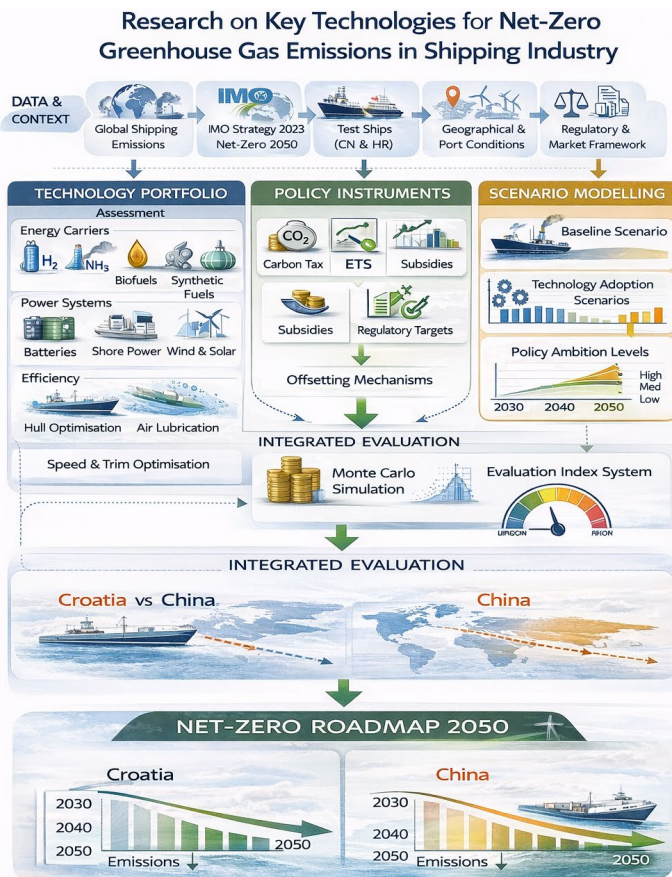 Research on Key Technologies for Net-Zero
Greenhouse Gas Emissions in Shipping Industry
DATA &
CONTEXT
Global Shipping
Emissions
IMO
IMO Strategy 2023
Net-Zero 2050
Test Ships
(CN & HR)
Geographical &
Port Conditions
Regulatory &
Market Framework
TECHNOLOGY PORTFOLIO
Assessment
Energy Carriers
H2
NH3
Biofuels
Synthetic
Fuels
Power Systems
Batteries
Shore Power
Wind & Solar
Efficiency
Hull Optimisation
Air Lubrication
Speed & Trim Optimisation
POLICY INSTRUMENTS
CO2
Carbon Tax
ETS
Subsidies
Subsidies
Regulatory Targets
Offsetting Mechanisms
SCENARIO MODELLING
Baseline Scenario
Technology Adoption
Scenarios
Policy Ambition Levels
High
Med
Low
2030
2040
2050
INTEGRATED EVALUATION
Monte Carlo
Simulation
Evaluation Index System
INTEGRATED EVALUATION
Croatia vs China
China
NET-ZERO ROADMAP 2050
Croatia
2030
2040
2050
2050
Emissions
China
2030
2040
2050
2050
Emissions